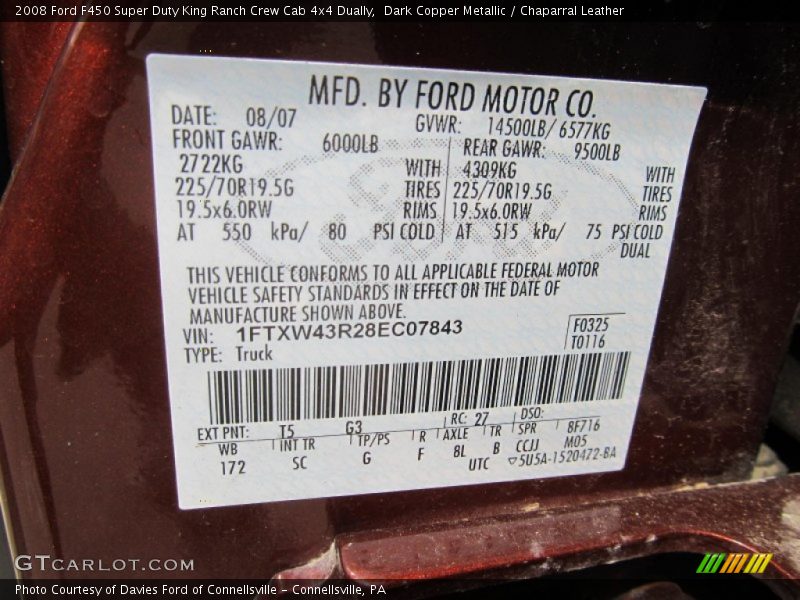 2008 Ford F450 Super Duty King Ranch Crew Cab 4x4 Dually,  Dark Copper Metallic / Chaparral Leather
MFD. BY FORD MOTOR CO.
DATE: 08/07 GVWR: 14500LB/ 6577KG
FRONT GAWR: 6000LB REAR GAWR: 9500LB
2722KG WITH 4309KG WITH
225/70R19.5G TIRES 225/70R19.5G TIRES
19.5x6.0RW RIMS 19.5x6.0RW RIMS
AT 550 kPa/ 80 PSI COLD AT 515 kPa/ 75 PSI COLD
DUAL
THIS VEHICLE CONFORMS TO ALL APPLICABLE FEDERAL MOTOR
VEHICLE SAFETY STANDARDS IN EFFECT ON THE DATE OF
MANUFACTURE SHOWN ABOVE.
VIN: 1FTXW43R28EC07843 F0325
TYPE: Truck T0116
EXT PNT: T5 G3 RC: 27 DSO:
WB INT TR TP/PS R AXLE TR SPR 8F716
172 SC G F 8L B CCJJ M05
UTC ▽5U5A-1520472-BA
GTCARLOT.COM
Photo Courtesy of Davies Ford of Connellsville – Connellsville, PA